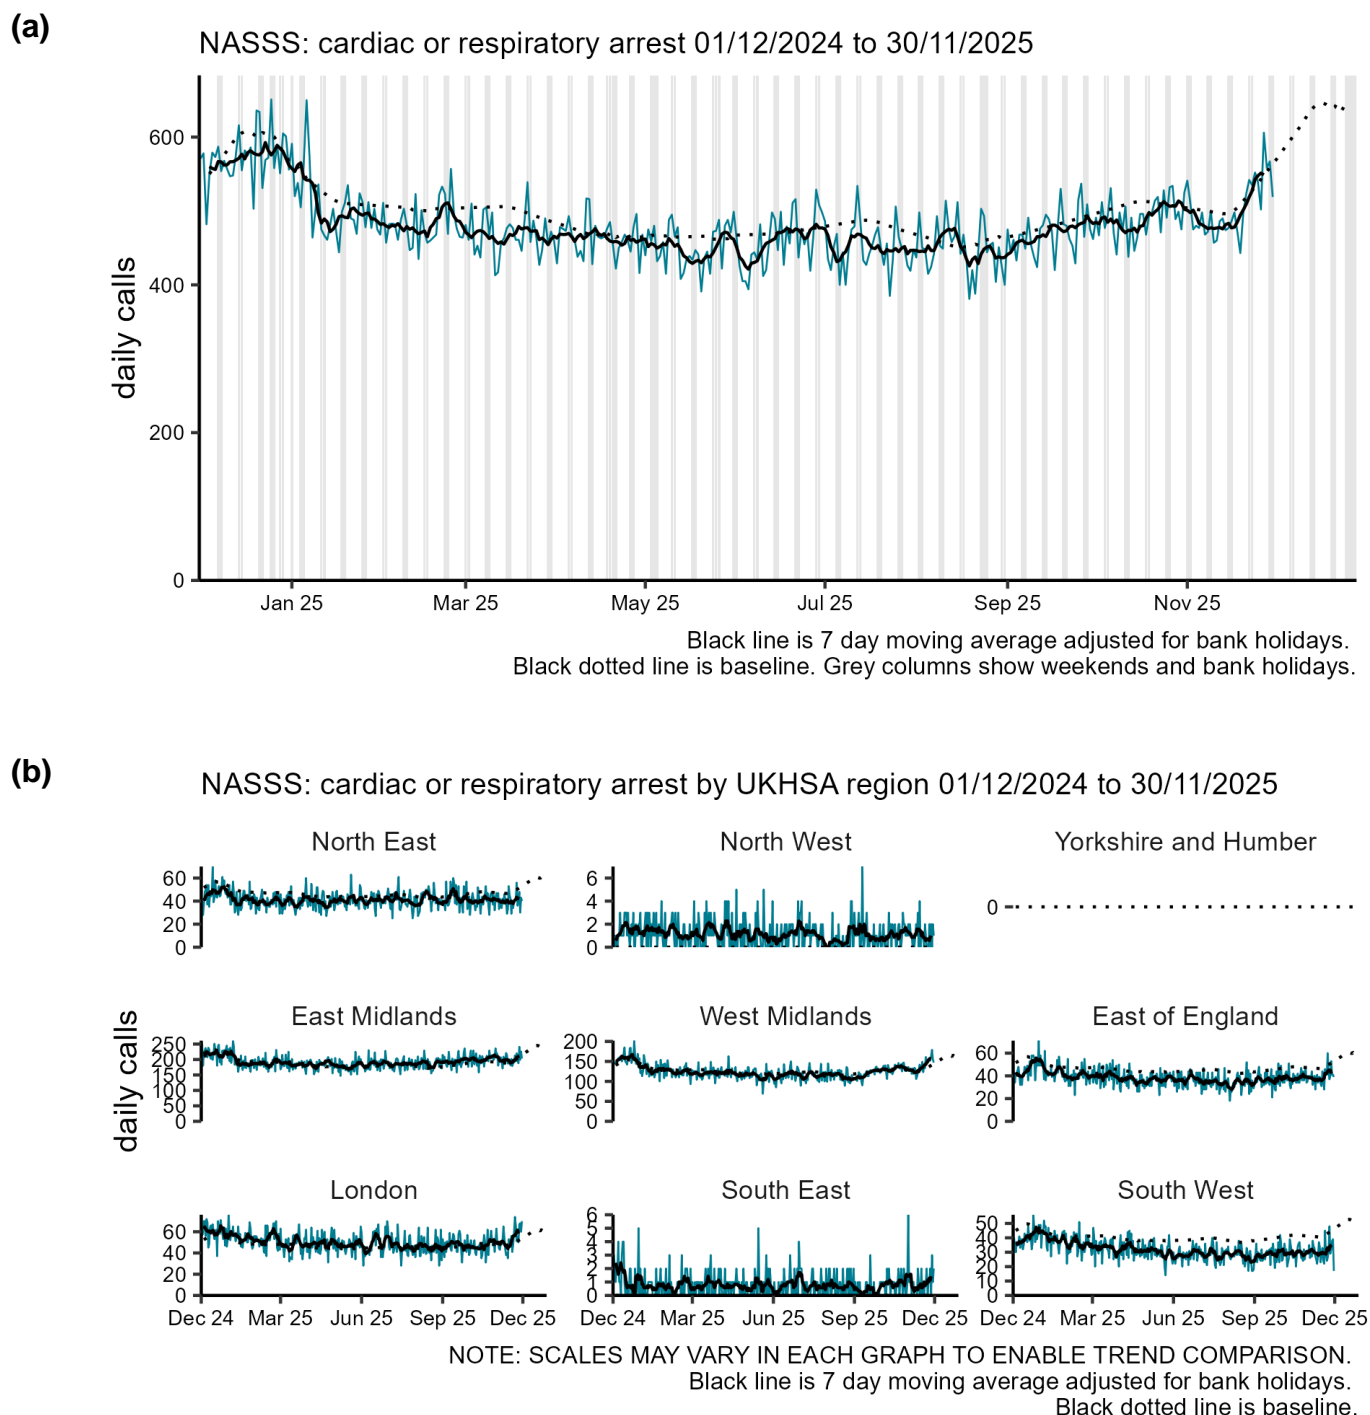 (a)
NASSS: cardiac or respiratory arrest 01/12/2024 to 30/11/2025
daily calls
600
400
200
0
Jan 25 Mar 25 May 25 Jul 25 Sep 25 Nov 25
Black line is 7 day moving average adjusted for bank holidays.
Black dotted line is baseline. Grey columns show weekends and bank holidays.
(b)
NASSS: cardiac or respiratory arrest by UKHSA region 01/12/2024 to 30/11/2025
daily calls
North East North West Yorkshire and Humber
60 6
40 4 0
20 2
0 0
East Midlands West Midlands East of England
250 200 60
200 150 40
150 100 20
100 50 0
50 0
0
London South East South West
60 6 50
40 5 40
20 4 30
0 3 20
2 10
1 0
0
Dec 24 Mar 25 Jun 25 Sep 25 Dec 25 Dec 24 Mar 25 Jun 25 Sep 25 Dec 25 Dec 24 Mar 25 Jun 25 Sep 25 Dec 25
NOTE: SCALES MAY VARY IN EACH GRAPH TO ENABLE TREND COMPARISON.
Black line is 7 day moving average adjusted for bank holidays.
Black dotted line is baseline.